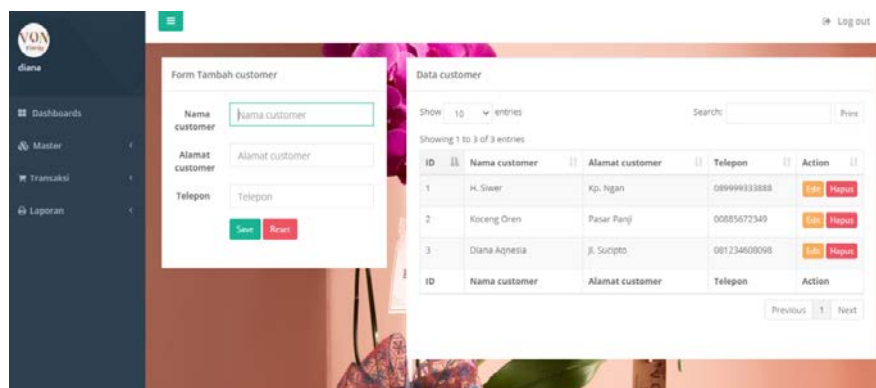 VON
diana
Dashboards
Master
Transaksi
Laporan
Log out
Form Tambah customer
Nama customer
Nama customer
Alamat customer
Alamat customer
Telepon
Telepon
Save Reset
Data customer
Show 10 entries
Search:
Print
Showing 1 to 3 of 3 entries
ID Nama customer Alamat customer Telepon Action
1 H. Siwer Kp. Ngan 089999333888 Edit Hapus
2 Koceng Oren Pasar Panji 00885672349 Edit Hapus
3 Diana Agnesia Jl. Sucipto 081234608098 Edit Hapus
ID Nama customer Alamat customer Telepon Action
Previous 1 Next